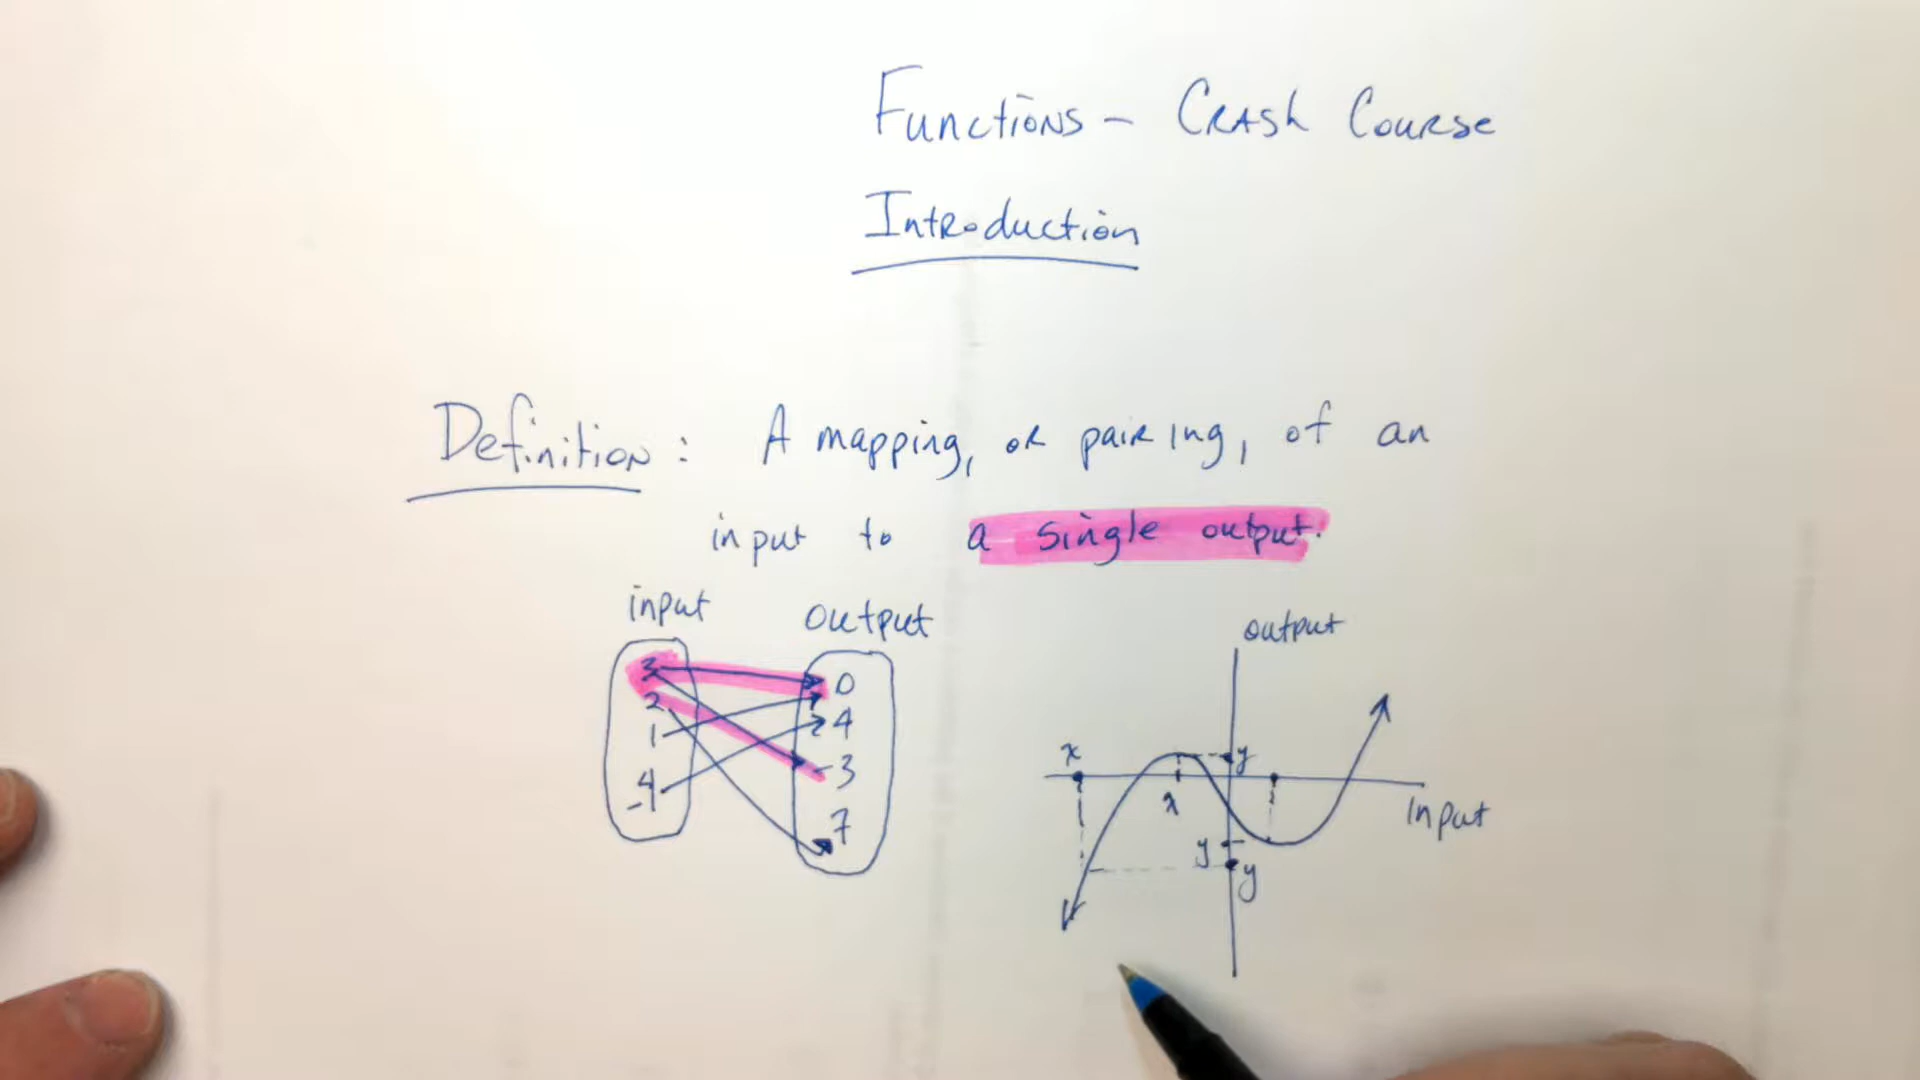 Functions - Crash Course
Introduction
Definition: A mapping, or pairing, of an
input to a single output.
input output
3 0
2 4
1 -3
-4 7
output
x y
x
input
y
y